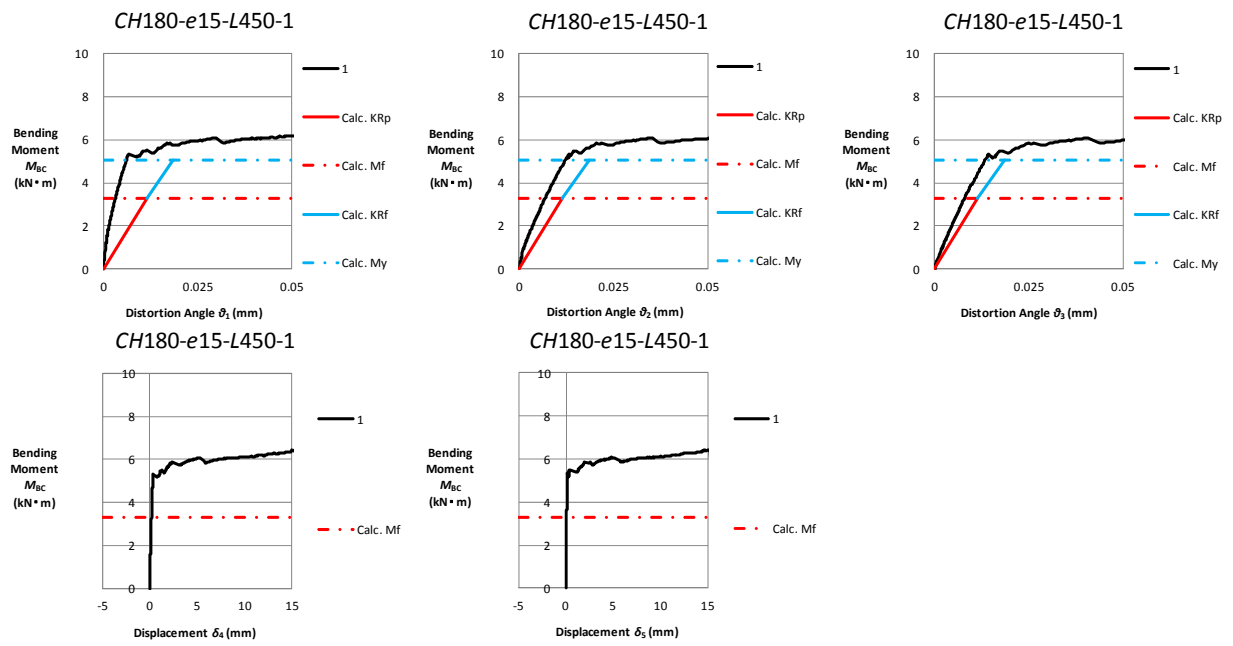 CH180-e15-L450-1
10
8
6
4
2
0
0
0.025
0.05
Bending
Moment
MBC
(kN・m)
Distortion Angle ϑ1 (mm)
1
Calc. KRp
Calc. Mf
Calc. KRf
Calc. My
CH180-e15-L450-1
10
8
6
4
2
0
0
0.025
0.05
Bending
Moment
MBC
(kN・m)
Distortion Angle ϑ2 (mm)
1
Calc. KRp
Calc. Mf
Calc. KRf
Calc. My
CH180-e15-L450-1
10
8
6
4
2
0
0
0.025
0.05
Bending
Moment
MBC
(kN・m)
Distortion Angle ϑ3 (mm)
1
Calc. KRp
Calc. Mf
Calc. KRf
Calc. My
CH180-e15-L450-1
10
8
6
4
2
0
-5
0
5
10
15
Bending
Moment
MBC
(kN・m)
Displacement δ4 (mm)
1
Calc. Mf
CH180-e15-L450-1
10
8
6
4
2
0
-5
0
5
10
15
Bending
Moment
MBC
(kN・m)
Displacement δ5 (mm)
1
Calc. Mf